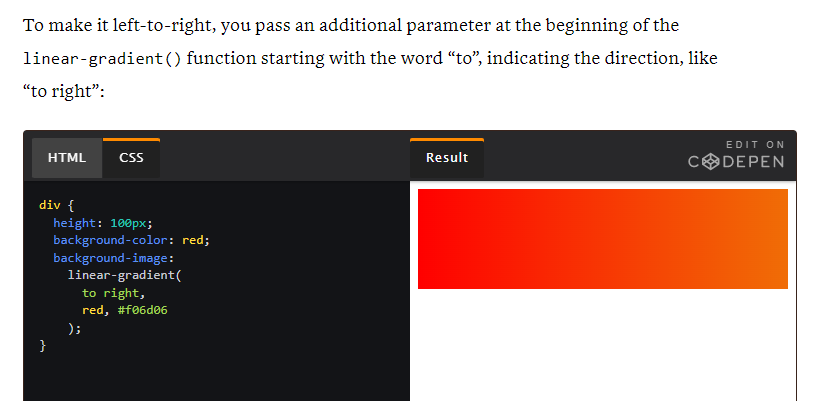 To make it left-to-right, you pass an additional parameter at the beginning of the
linear-gradient() function starting with the word “to”, indicating the direction, like
“to right”:
HTML CSS Result EDIT ON
CODEPEN
div {
height: 100px;
background-color: red;
background-image:
linear-gradient(
to right,
red, #f06d06
);
}